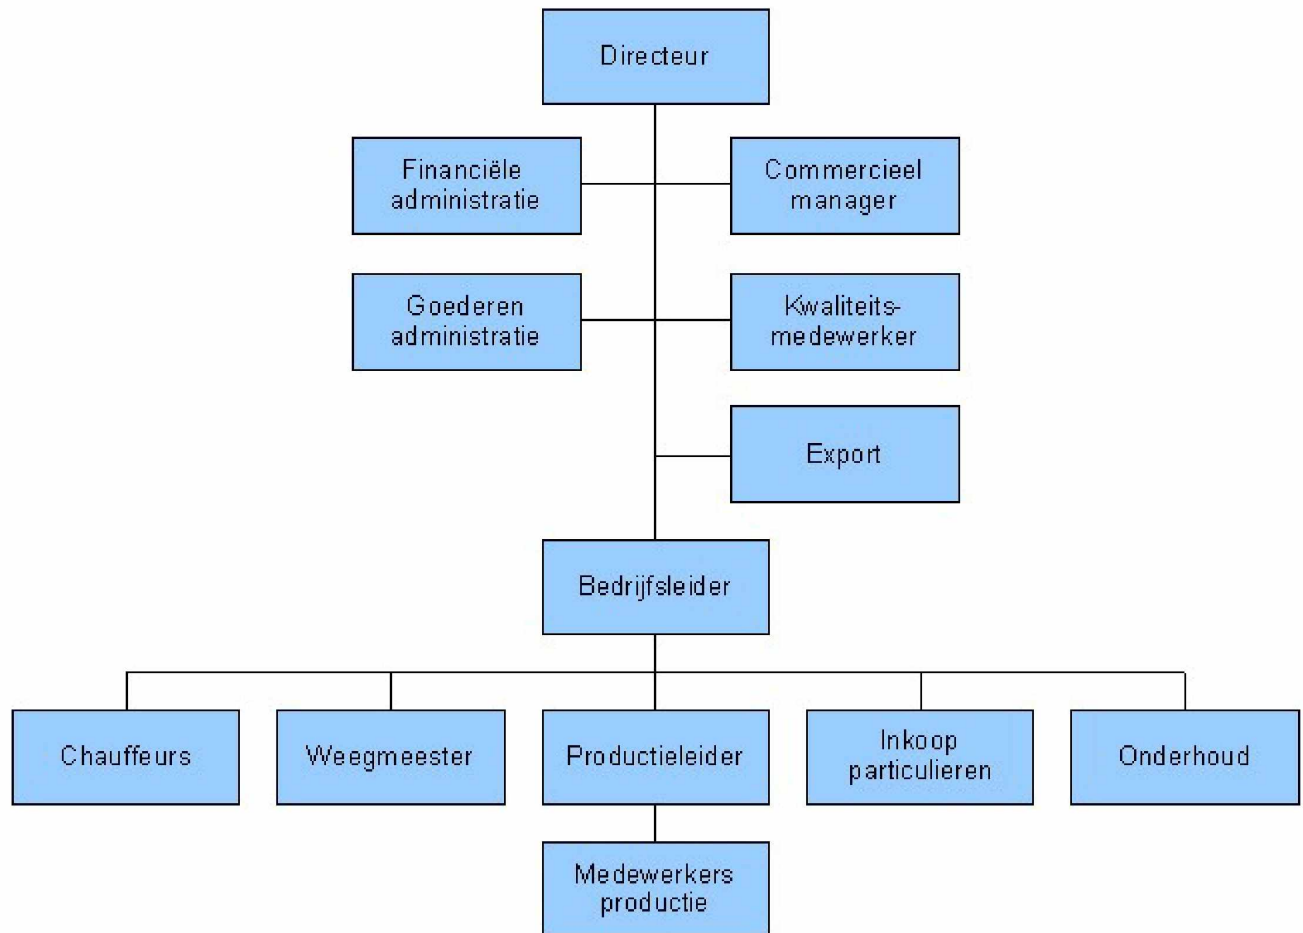 Directeur
Financiële
administratie
Commercieel
manager
Goederen
administratie
Kwaliteits-
medewerker
Export
Bedrijfsleider
Chauffeurs
Weegmeester
Productieleider
Inkoop
particulieren
Onderhoud
Medewerkers
productie